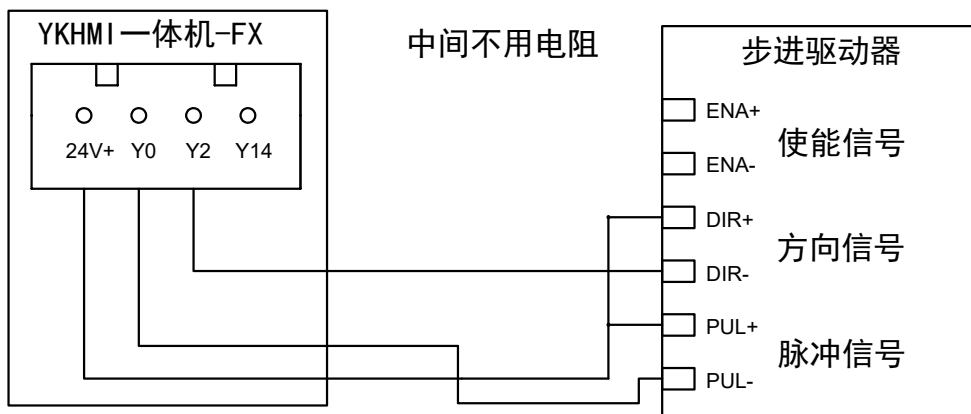 YKHMI一体机-FX
24V+ Y0 Y2 Y14
中间不用电阻
步进驱动器
ENA+
使能信号
ENA-
DIR+
方向信号
DIR-
PUL+
脉冲信号
PUL-